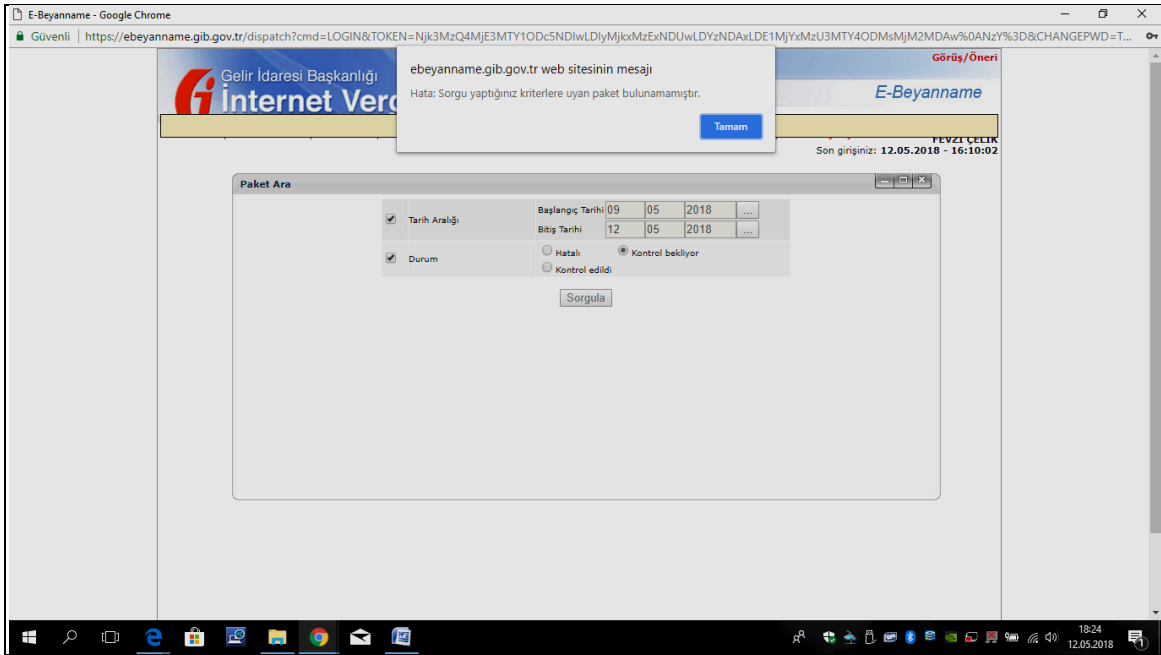 E-Beyanname - Google Chrome
Güvenli | https://ebeyanname.gib.gov.tr/dispatch?cmd=LOGIN&TOKEN=Njk3MzQ4MjE3MTY1ODc5NDIwLDIyMjkxMzExNDUwLDYzNDAxLDE1MjYxMzU3MTY4ODMsMjM2MDAw%0ANzY%3D&CHANGEPWD=T...
Görüş/Öneri
ebeyanname.gib.gov.tr web sitesinin mesajı
Hata: Sorgu yaptığınız kriterlere uyan paket bulunamamıştır.
Tamam
Gelir İdaresi Başkanlığı
İnternet Ver
E-Beyanname
FEVZİ ÇELİK
Son girişiniz: 12.05.2018 - 16:10:02
Paket Ara
Tarih Aralığı
Başlangıç Tarihi 09 05 2018 ...
Bitiş Tarihi 12 05 2018 ...
Durum
Hatalı Kontrol bekliyor
Kontrol edildi
Sorgula
18:24
12.05.2018